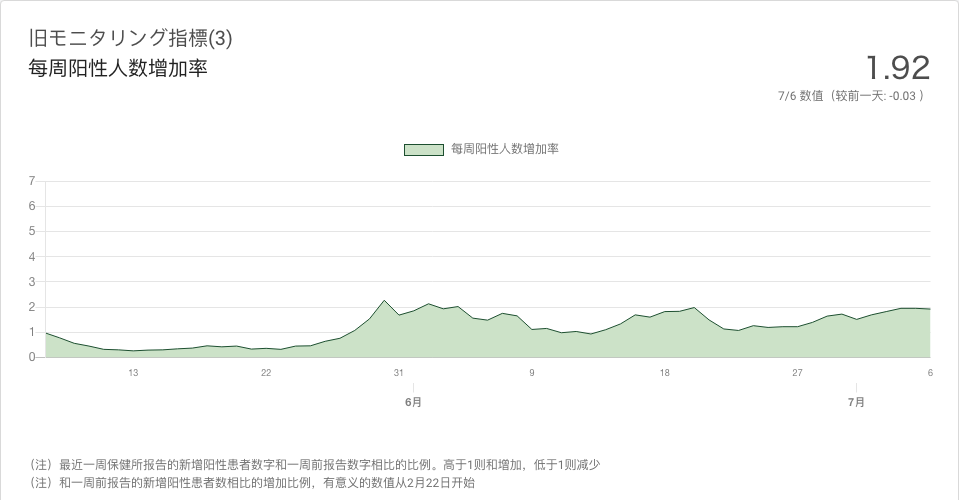 旧モニタリング指標(3)
每周阳性人数增加率
1.92
7/6 数值（较前一天: -0.03 ）
每周阳性人数增加率
7
6
5
4
3
2
1
0
13 22 31 9 18 27 6
6月 7月
（注）最近一周保健所报告的新增阳性患者数字和一周前报告数字相比的比例。高于1则和增加，低于1则减少
（注）和一周前报告的新增阳性患者数相比的增加比例，有意义的数值从2月22日开始